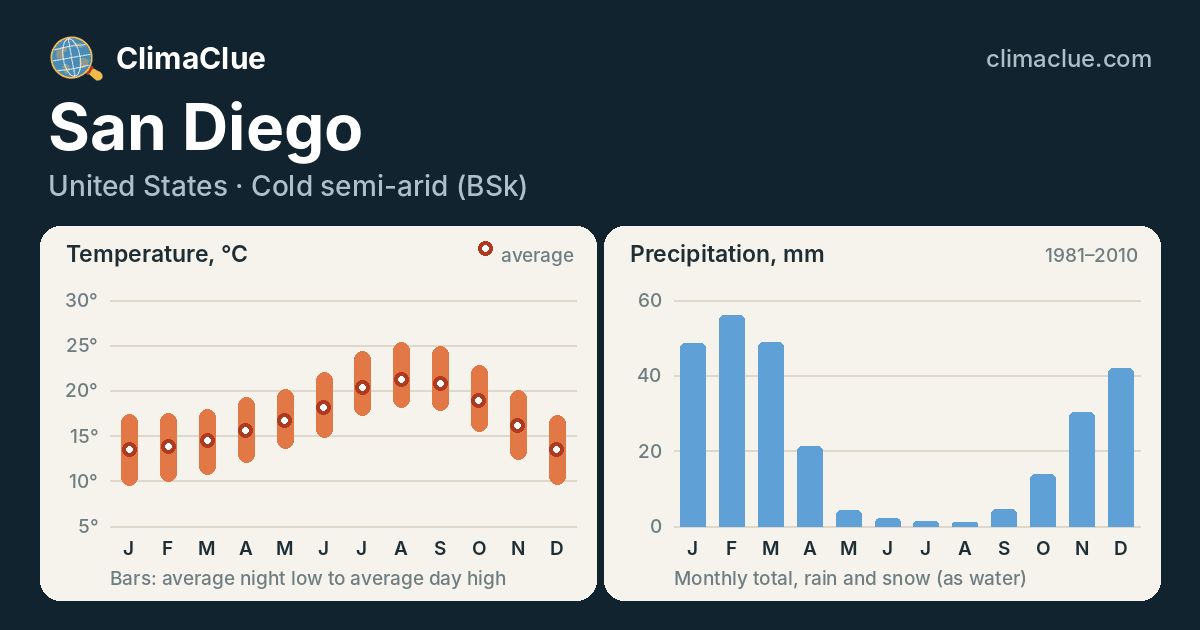 ClimaClue
climaclue.com
San Diego
United States · Cold semi-arid (BSk)
Temperature, °C
average
30°
25°
20°
15°
10°
5°
J F M A M J J A S O N D
Bars: average night low to average day high
Precipitation, mm
1981–2010
60
40
20
0
J F M A M J J A S O N D
Monthly total, rain and snow (as water)